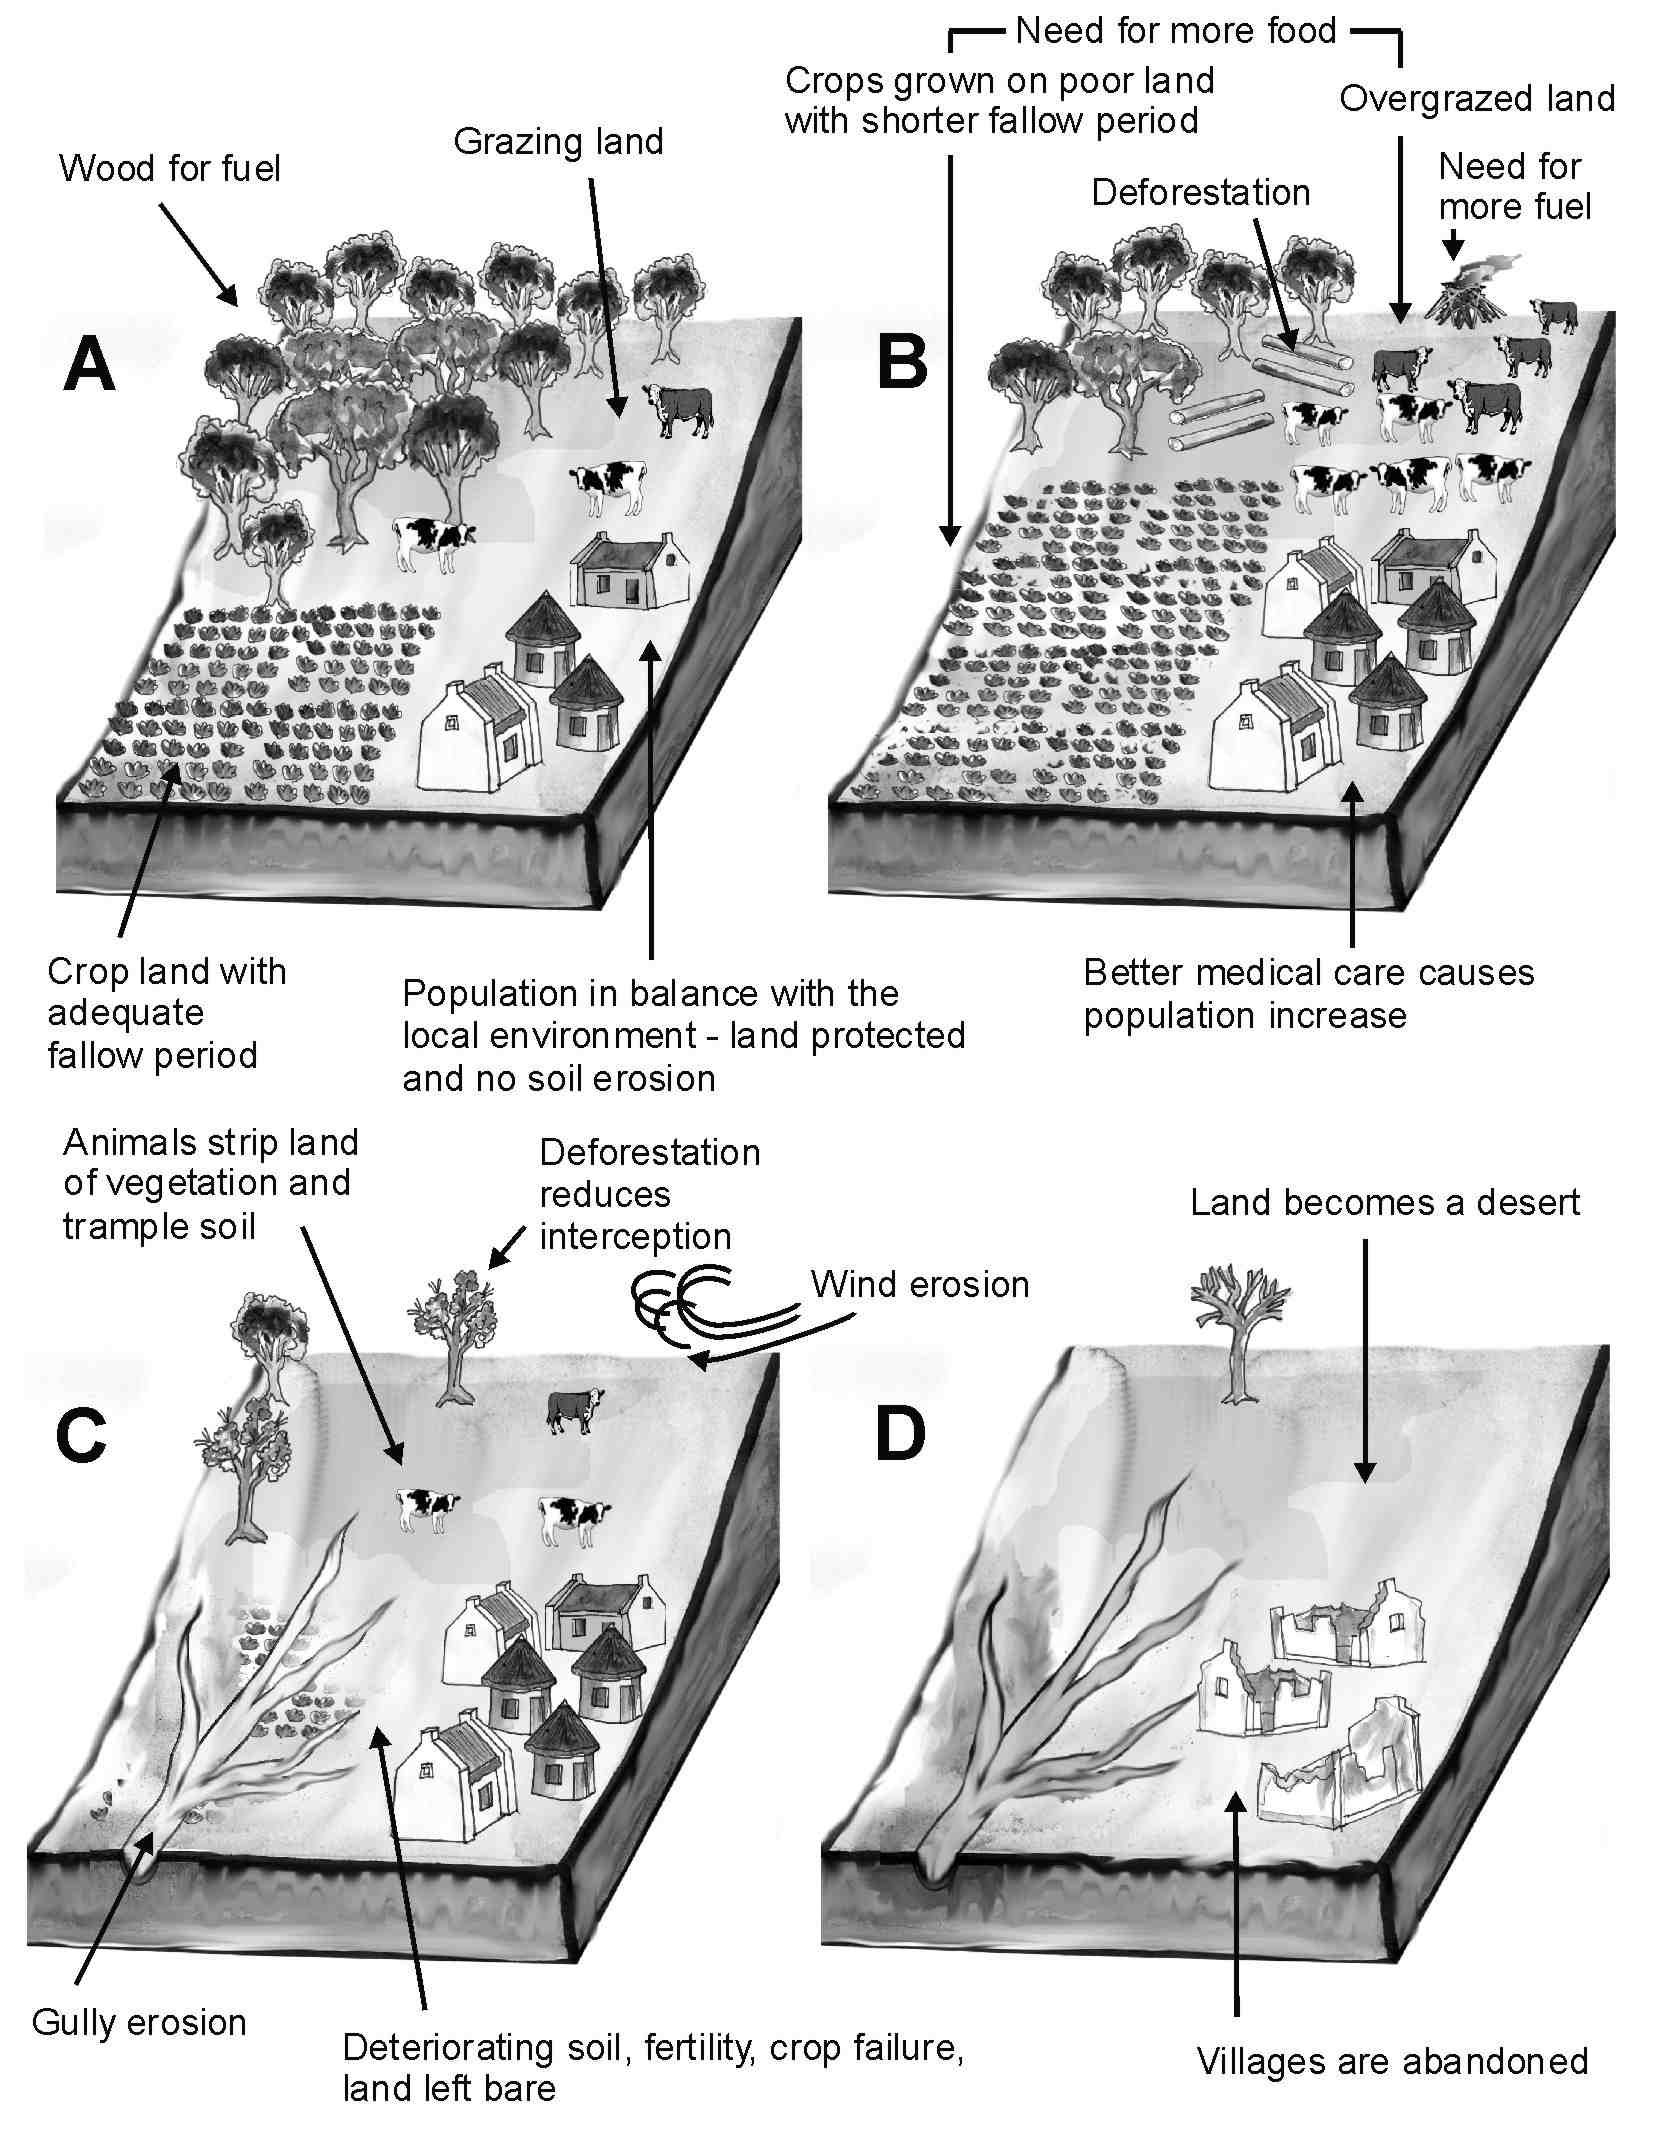 Wood for fuel
Grazing land
A
Crop land with
adequate
fallow period
Population in balance with the
local environment - land protected
and no soil erosion
Need for more food
Crops grown on poor land
with shorter fallow period
Overgrazed land
Deforestation
Need for
more fuel
B
Better medical care causes
population increase
Animals strip land
of vegetation and
trample soil
Deforestation
reduces
interception
Wind erosion
C
Gully erosion
Deteriorating soil, fertility, crop failure,
land left bare
Land becomes a desert
D
Villages are abandoned